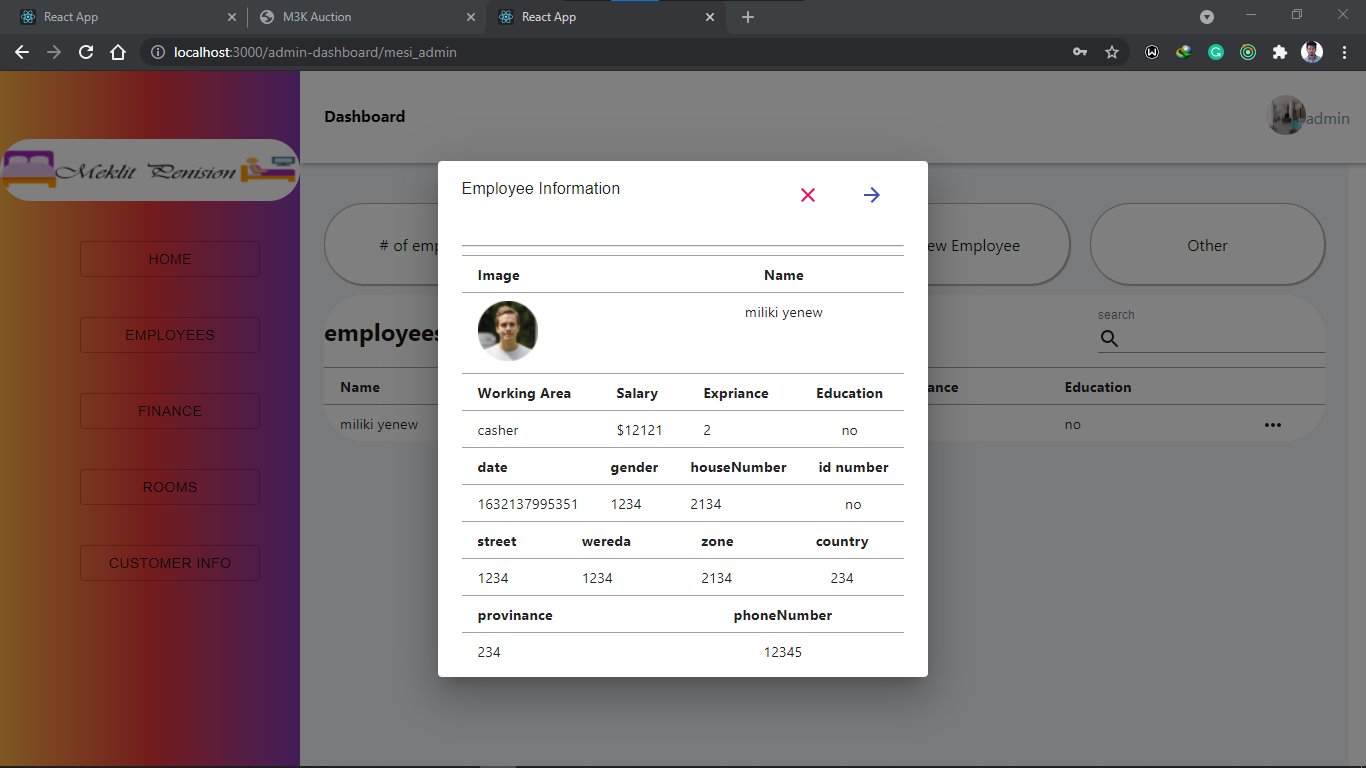 React App
M3K Auction
React App
localhost:3000/admin-dashboard/mesi_admin
Meklit Penision
HOME
EMPLOYEES
FINANCE
ROOMS
CUSTOMER INFO
Dashboard
admin
# of emp
ew Employee
Other
employees
search
Name
ance
Education
miliki yenew
no
Employee Information
Image Name
miliki yenew
Working Area Salary Expriance Education
casher $12121 2 no
date gender houseNumber id number
1632137995351 1234 2134 no
street wereda zone country
1234 1234 2134 234
provinance phoneNumber
234 12345